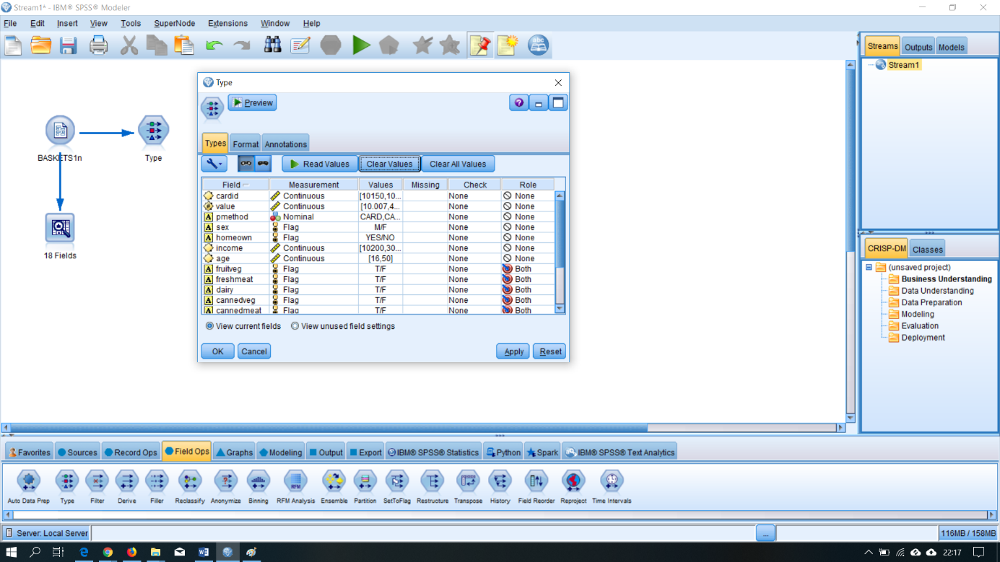 Stream1* - IBM® SPSS® Modeler
File Edit Insert View Tools SuperNode Extensions Window Help
BASKETS1n
Type
18 Fields
Type
Preview
Types Format Annotations
Read Values Clear Values Clear All Values
Field Measurement Values Missing Check Role
cardid Continuous [10150,10... None None
value Continuous [10.007,4... None None
A pmethod Nominal CARD,CA... None None
A sex Flag M/F None None
A homeown Flag YES/NO None None
income Continuous [10200,30... None None
age Continuous [16,50] None None
A fruitveg Flag T/F None Both
A freshmeat Flag T/F None Both
A dairy Flag T/F None Both
A cannedveg Flag T/F None Both
A cannedmeat Flag T/F None Both
View current fields View unused field settings
OK Cancel Apply Reset
Streams Outputs Models
Stream1
CRISP-DM Classes
(unsaved project)
Business Understanding
Data Understanding
Data Preparation
Modeling
Evaluation
Deployment
Favorites Sources Record Ops Field Ops Graphs Modeling Output Export IBM® SPSS® Statistics Python Spark IBM® SPSS® Text Analytics
Auto Data Prep Type Filter Derive Filler Reclassify Anonymize Binning RFM Analysis Ensemble Partition SetToFlag Restructure Transpose History Field Reorder Reproject Time Intervals
Server: Local Server ... 116MB / 158MB
22:17